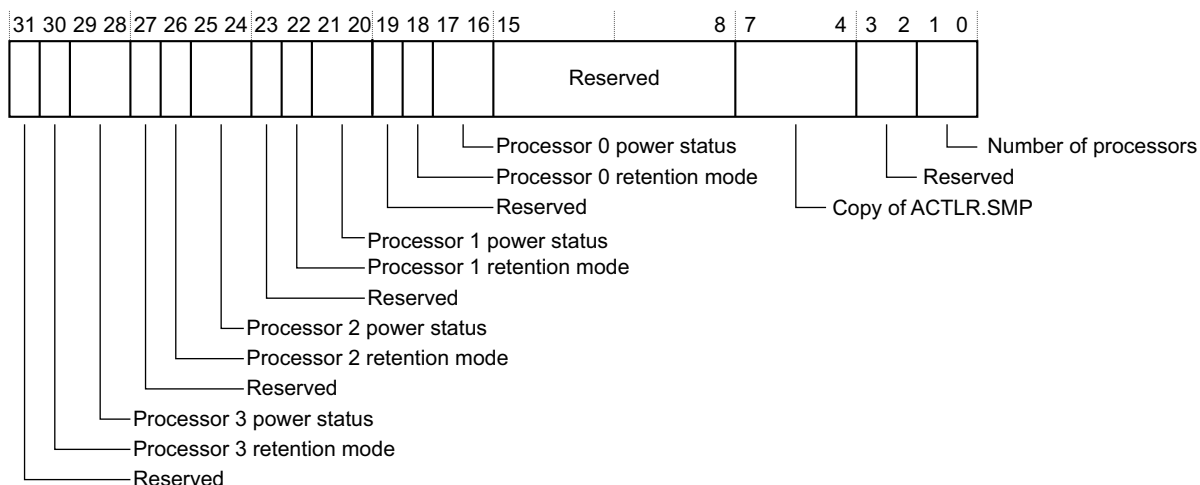 31 30 29 28 27 26 25 24 23 22 21 20 19 18 17 16 15 8 7 4 3 2 1 0
Reserved
Processor 0 power status
Number of processors
Processor 0 retention mode
Reserved
Reserved
Copy of ACTLR.SMP
Processor 1 power status
Processor 1 retention mode
Reserved
Processor 2 power status
Processor 2 retention mode
Reserved
Processor 3 power status
Processor 3 retention mode
Reserved